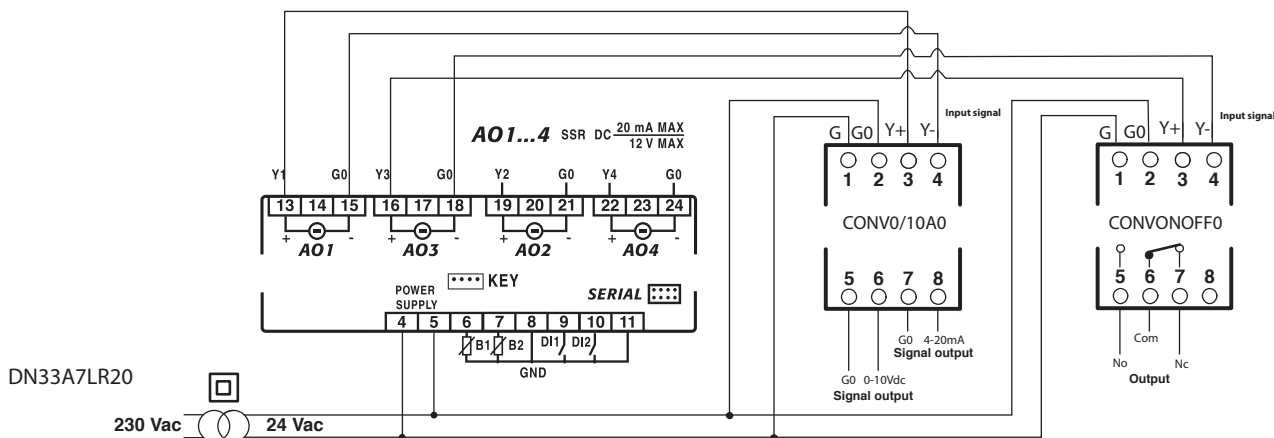 AO1...4 SSR DC 20 mA MAX
12 V MAX
Input signal
Input signal
G G0 Y+ Y-
G G0 Y+ Y-
Y1 G0 Y3 G0 Y2 G0 Y4 G0
13 14 15 16 17 18 19 20 21 22 23 24
+ - + - + - + -
AO1 AO3 AO2 AO4
1 2 3 4
CONV0/10A0
5 6 7 8
G0 4-20mA
Signal output
G0 0-10Vdc
Signal output
1 2 3 4
CONVONOFF0
5 6 7 8
Com
No Nc
Output
KEY
POWER
SUPPLY
SERIAL
4 5 6 7 8 9 10 11
B1 B2 DI1 DI2
GND
DN33A7LR20
230 Vac 24 Vac